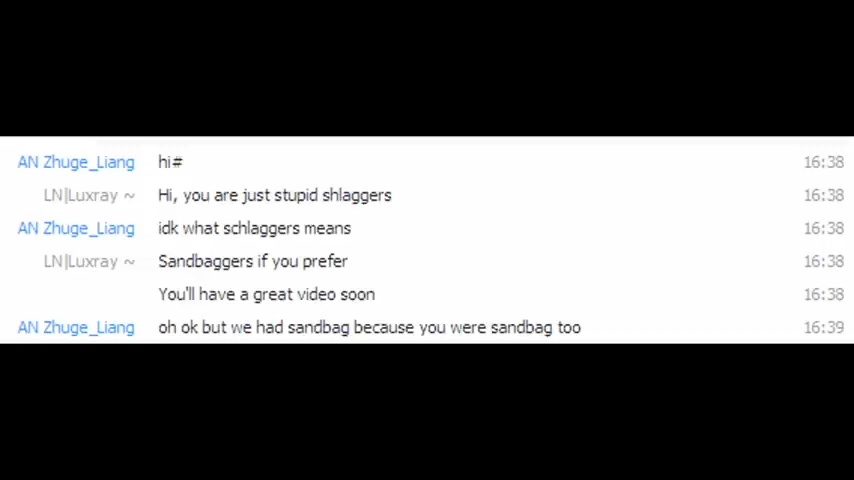 AN Zhuge_Liang hi# 16:38
LN|Luxray ~ Hi, you are just stupid shlaggers 16:38
AN Zhuge_Liang idk what schlaggers means 16:38
LN|Luxray ~ Sandbaggers if you prefer 16:38
You'll have a great video soon 16:38
AN Zhuge_Liang oh ok but we had sandbag because you were sandbag too 16:39